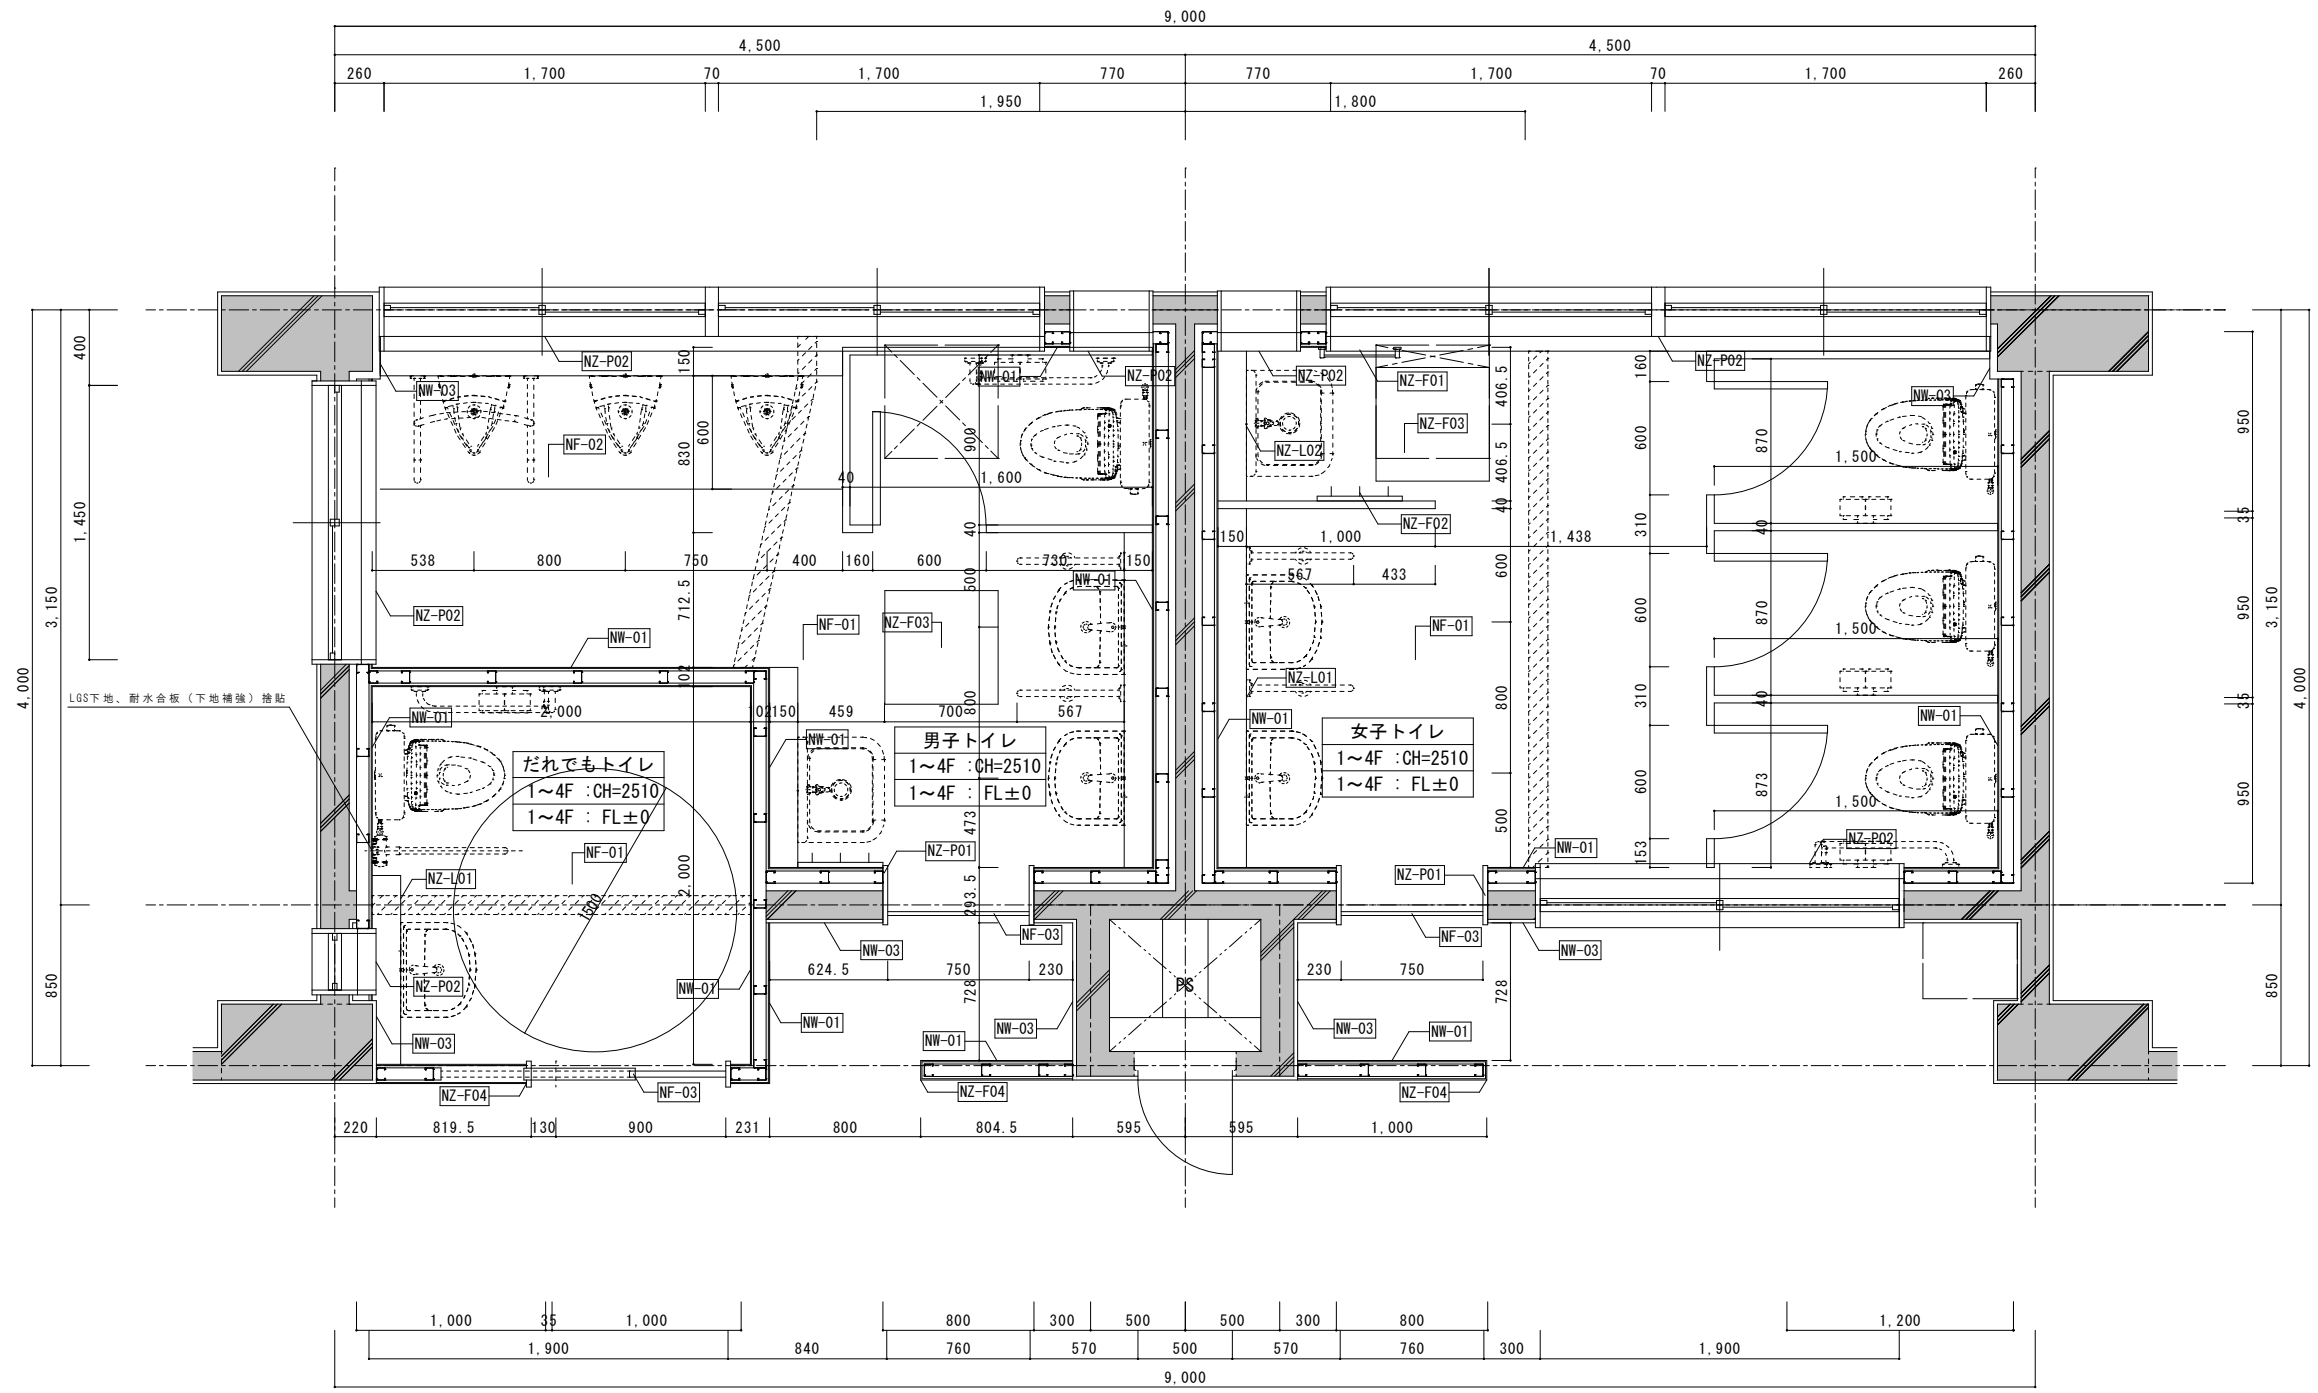 9,000
4,500 4,500
260 1,700 70 1,700 770 770 1,700 70 1,700 260
1,950 1,800
400
1,450
3,150
4,000
850
950
35
950
35
950
3,150
4,000
850
NZ-P02
NW-03
NF-02
150
830
600
900
NW-01
NZ-P02
40
1,600
40
538 800 750 400 160 600 730 150
NW-01
600
712.5
NZ-P02
NW-01
NF-01
NZ-F03
102
LGS下地、耐水合板（下地補強）捨貼
2,000 102 150 459 700 567
800
NW-01
NW-01
男子トイレ
1～4F :CH=2510
1～4F : FL±0
だれでもトイレ
1～4F :CH=2510
1～4F : FL±0
473
NF-01
NZ-P01
NZ-L01
2,000
1500
293.5
NF-03
NW-03
NZ-P02
NW-01
624.5 750 230
728
NW-01
NW-03
NW-03
NW-01
NZ-F04
NF-03
NZ-F04
PS
NZ-P02
NZ-F01
406.5
NZ-F03
NZ-L02
406.5
40
NZ-F02
150 1,000 1,438
600
567 433
NF-01
NZ-L01
800
NW-01
女子トイレ
1～4F :CH=2510
1～4F : FL±0
500
NW-01
NZ-P01
NF-03
NW-03
230 750
728
NW-03
NW-01
NZ-F04
NZ-P02
160
NW-03
600
870
1,500
310
40
600
870
1,500
310
40
NW-01
600
873
1,500
153
NZ-P02
220 819.5 130 900 231 800 804.5 595 595 1,000
1,000 35 1,000 800 300 500 500 300 800 1,200
1,900 840 760 570 500 570 760 300 1,900
9,000